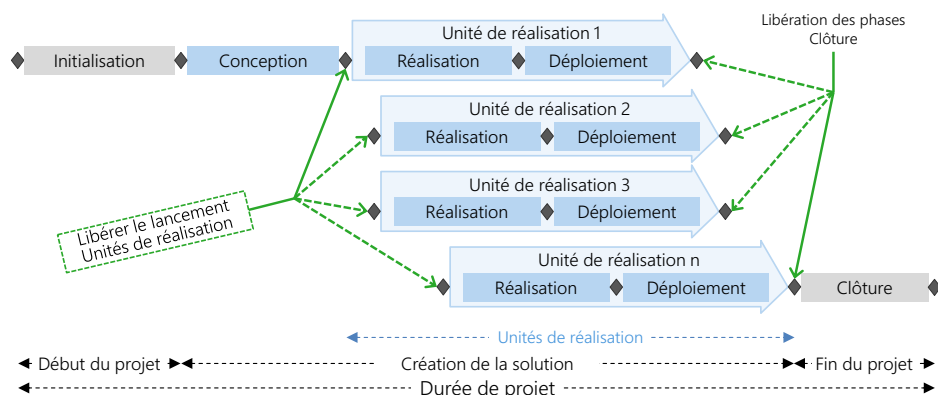 Unité de réalisation 1
Libération des phases
Clôture
Initialisation
Conception
Réalisation
Déploiement
Unité de réalisation 2
Réalisation
Déploiement
Unité de réalisation 3
Réalisation
Déploiement
Libérer le lancement
Unités de réalisation
Unité de réalisation n
Réalisation
Déploiement
Clôture
Unités de réalisation
Début du projet
Création de la solution
Fin du projet
Durée de projet